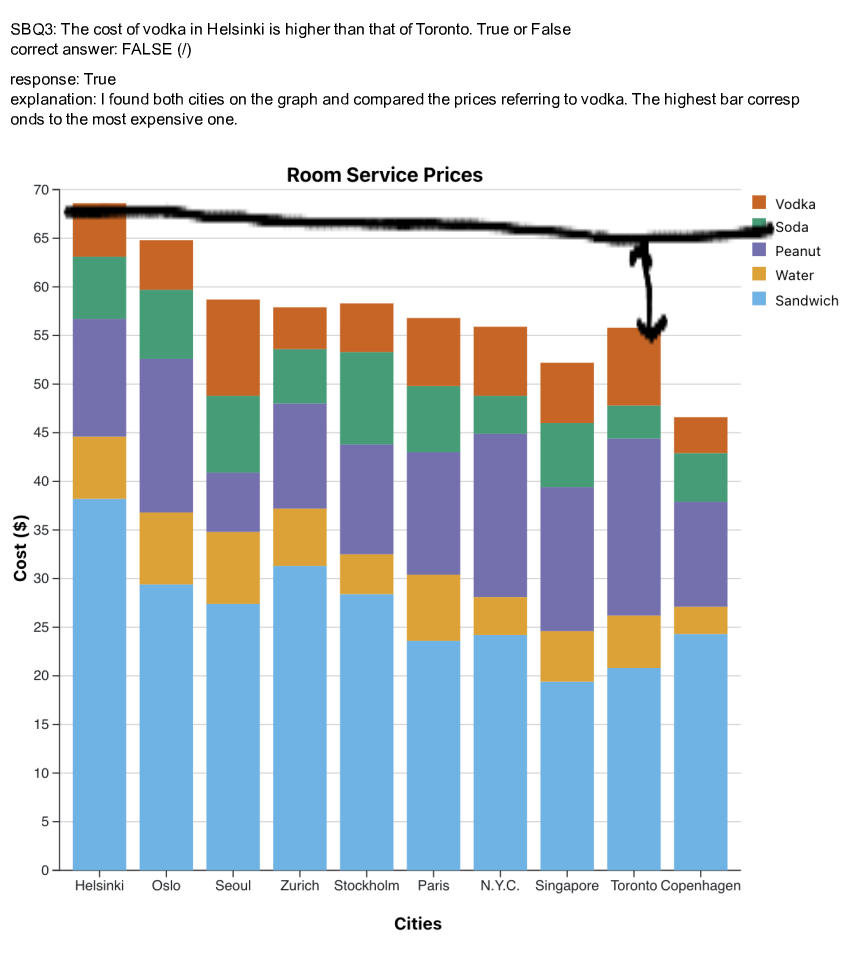 SBQ3: The cost of vodka in Helsinki is higher than that of Toronto. True or False
correct answer: FALSE (/)
response: True
explanation: I found both cities on the graph and compared the prices referring to vodka. The highest bar corresp
onds to the most expensive one.
Room Service Prices
Vodka
Soda
Peanut
Water
Sandwich
Cost ($)
70
65
60
55
50
45
40
35
30
25
20
15
10
5
0
Helsinki Oslo Seoul Zurich Stockholm Paris N.Y.C. Singapore Toronto Copenhagen
Cities